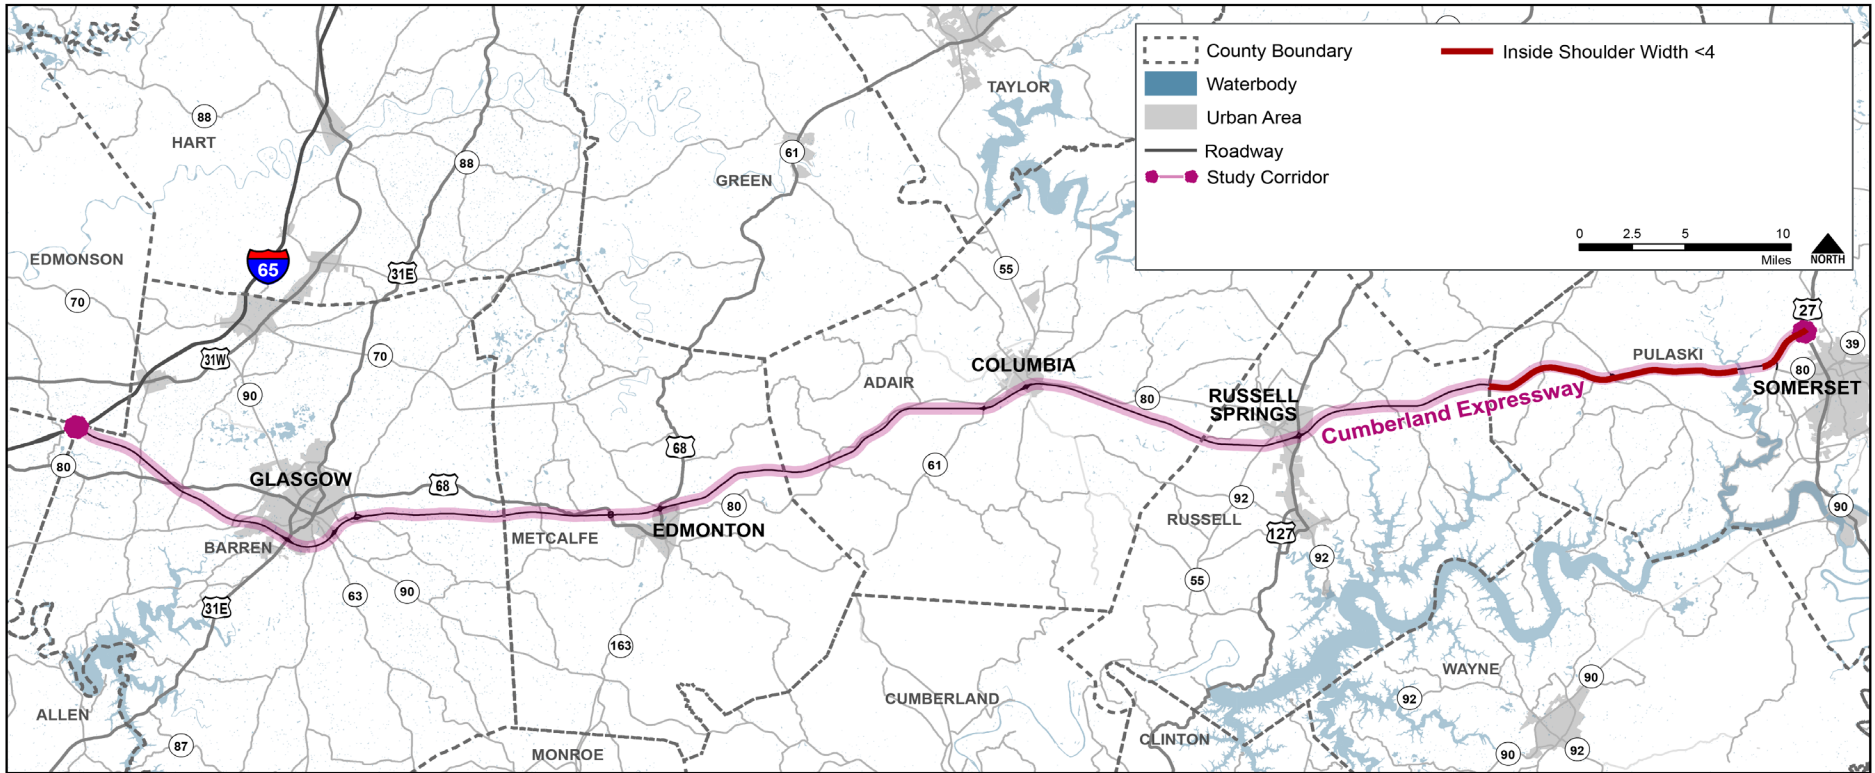 County Boundary
Inside Shoulder Width <4
Waterbody
Urban Area
Roadway
Study Corridor
0 2.5 5 10
Miles
NORTH
TAYLOR
88
HART
88
61
GREEN
EDMONSON
65
31E
55
70
27
31W
70
39
PULASKI
COLUMBIA
80
ADAIR
SOMERSET
90
80
RUSSELL
SPRINGS
Cumberland Expressway
68
80
61
GLASGOW
68
92
80
90
RUSSELL
EDMONTON
127
METCALFE
BARREN
92
55
63
90
31E
163
WAYNE
90
92
CUMBERLAND
ALLEN
CLINTON
87
MONROE
90
92